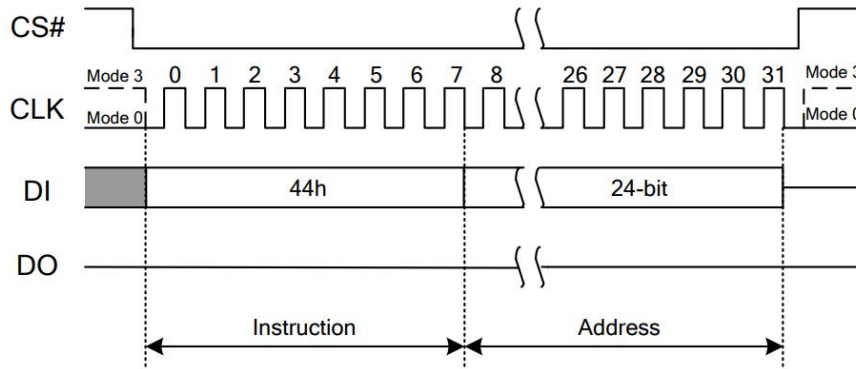 CS#
Mode 3 0 1 2 3 4 5 6 7 8 26 27 28 29 30 31 Mode 3
CLK
Mode 0 Mode 0
DI 44h 24-bit
DO
Instruction Address